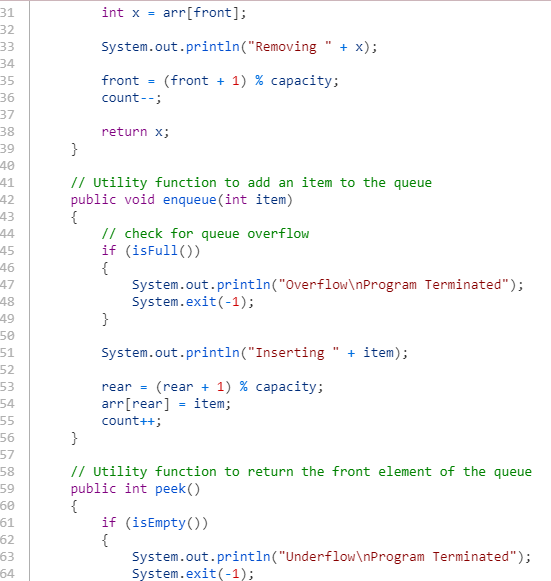 31         int x = arr[front];
32
33         System.out.println("Removing " + x);
34
35         front = (front + 1) % capacity;
36         count--;
37
38         return x;
39     }
40
41     // Utility function to add an item to the queue
42     public void enqueue(int item)
43     {
44         // check for queue overflow
45         if (isFull())
46         {
47             System.out.println("Overflow\nProgram Terminated");
48             System.exit(-1);
49         }
50
51         System.out.println("Inserting " + item);
52
53         rear = (rear + 1) % capacity;
54         arr[rear] = item;
55         count++;
56     }
57
58     // Utility function to return the front element of the queue
59     public int peek()
60     {
61         if (isEmpty())
62         {
63             System.out.println("Underflow\nProgram Terminated");
64             System.exit(-1);